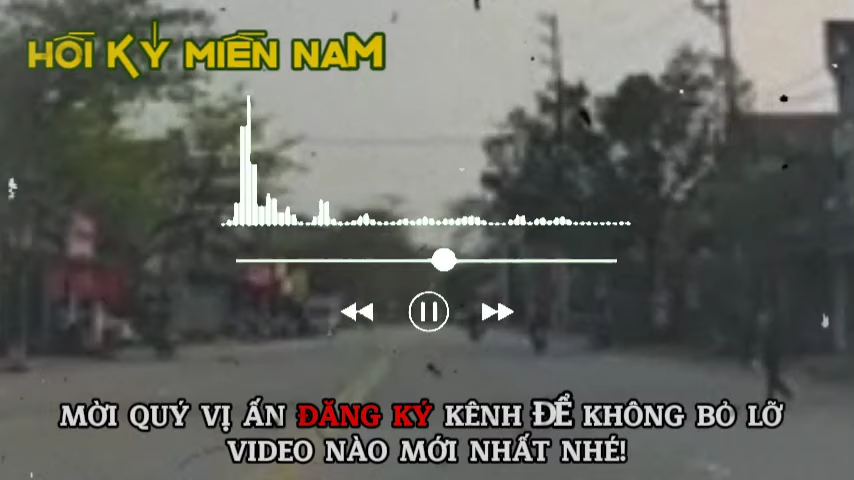 HỒI KÝ MIỀN NAM
MỜI QUÝ VỊ ẤN ĐĂNG KÝ KÊNH ĐỂ KHÔNG BỎ LỠ
VIDEO NÀO MỚI NHẤT NHÉ!